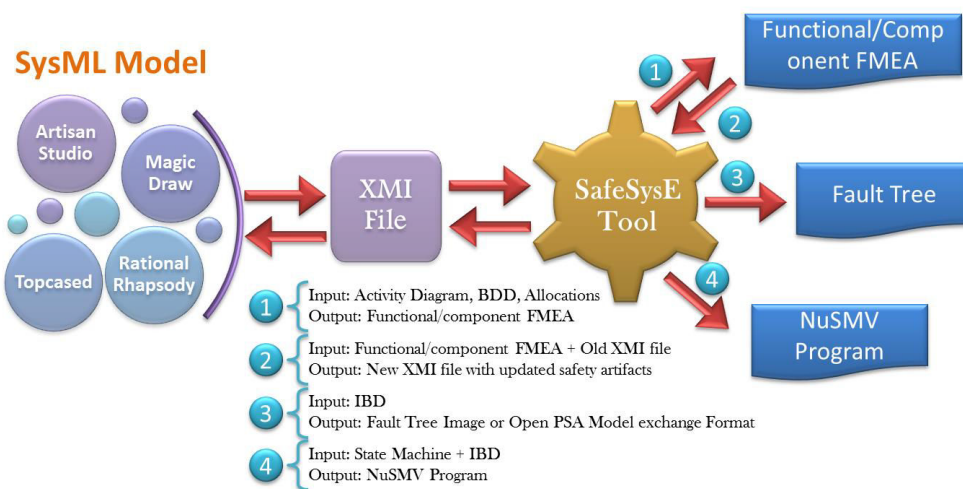 SysML Model
Artisan
Studio
Magic
Draw
Topcased
Rational
Rhapsody
XMI
File
SafeSysE
Tool
1
2
3
4
Functional/Comp
onent FMEA
Fault Tree
NuSMV
Program
1
Input: Activity Diagram, BDD, Allocations
Output: Functional/component FMEA
2
Input: Functional/component FMEA + Old XMI file
Output: New XMI file with updated safety artifacts
3
Input: IBD
Output: Fault Tree Image or Open PSA Model exchange Format
4
Input: State Machine + IBD
Output: NuSMV Program